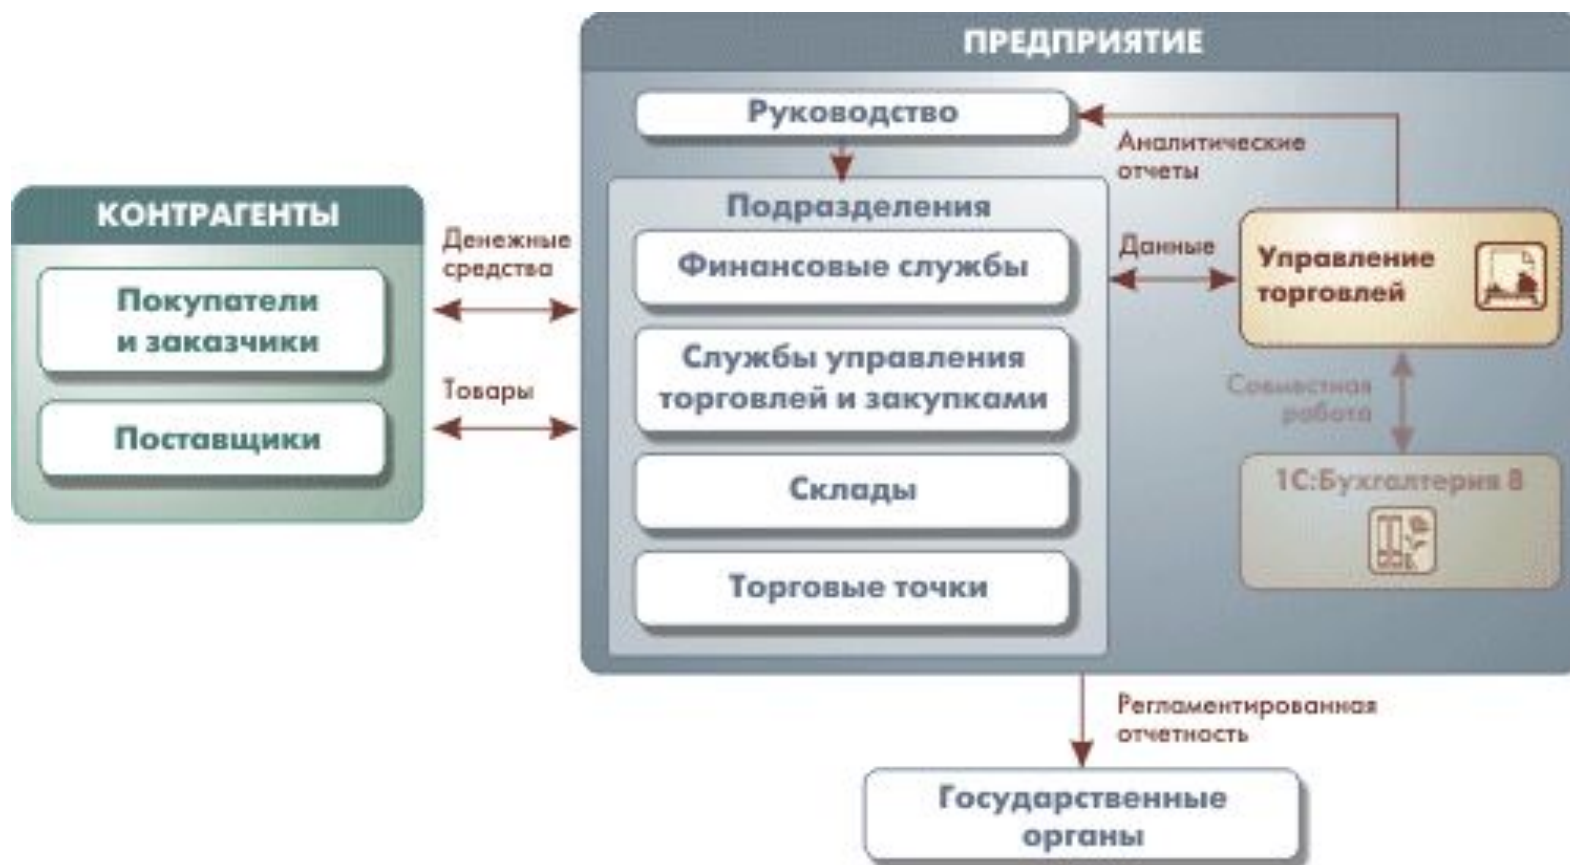 ПРЕДПРИЯТИЕ
Руководство
Аналитические
отчеты
Подразделения
КОНТРАГЕНТЫ
Покупатели
и заказчики
Поставщики
Денежные
средства
Товары
Финансовые службы
Службы управления
торговлей и закупками
Склады
Торговые точки
Данные
Управление
торговлей
Совместная
работа
1С:Бухгалтерия 8
Регламентированная
отчетность
Государственные
органы